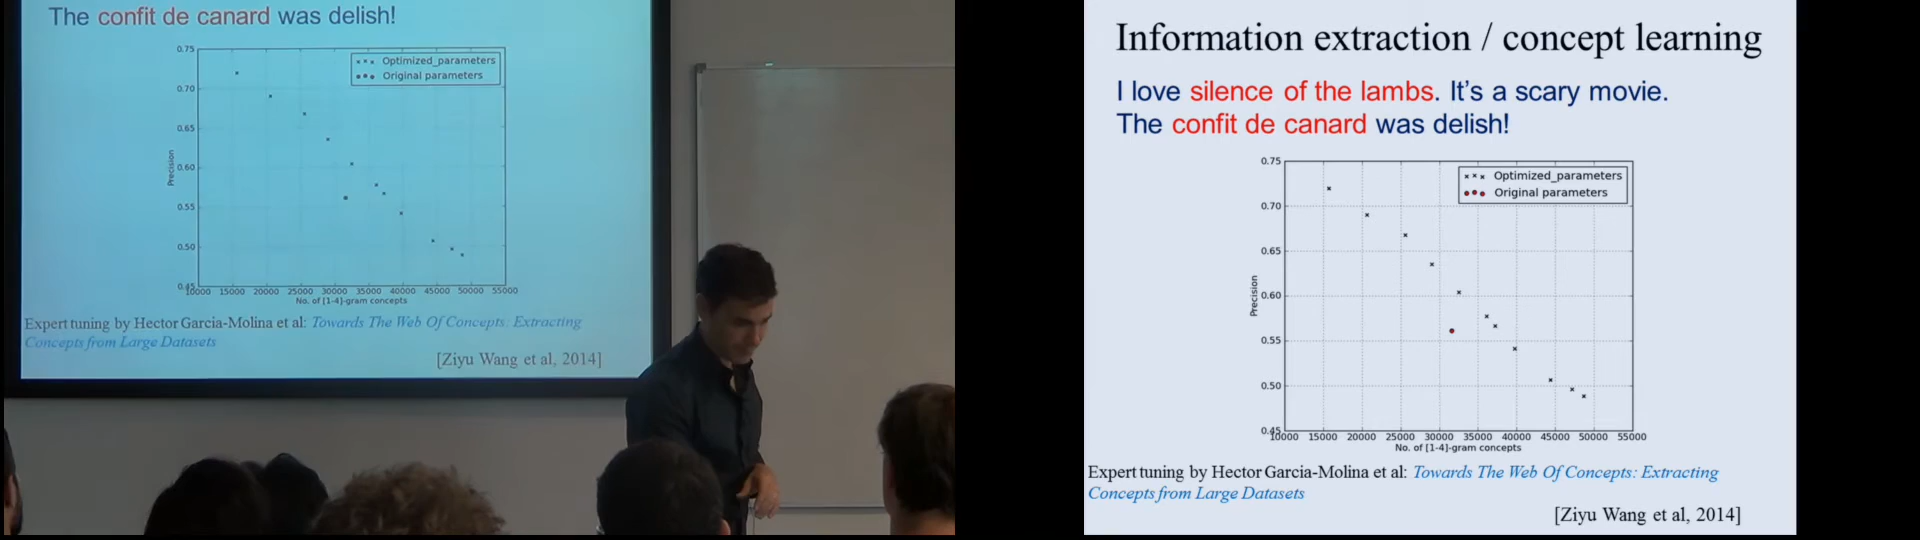 The confit de canard was delish!
0.75
Optimized_parameters
Original parameters
0.70
0.65
0.60
0.55
0.50
0.45
Precision
10000 15000 20000 25000 30000 35000 40000 45000 50000 55000
No. of [1-4]-gram concepts
Expert tuning by Hector Garcia-Molina et al: Towards The Web Of Concepts: Extracting
Concepts from Large Datasets
[Ziyu Wang et al, 2014]
Information extraction / concept learning
I love silence of the lambs. It's a scary movie.
The confit de canard was delish!
0.75
Optimized_parameters
Original parameters
0.70
0.65
0.60
0.55
0.50
0.45
Precision
10000 15000 20000 25000 30000 35000 40000 45000 50000 55000
No. of [1-4]-gram concepts
Expert tuning by Hector Garcia-Molina et al: Towards The Web Of Concepts: Extracting
Concepts from Large Datasets
[Ziyu Wang et al, 2014]